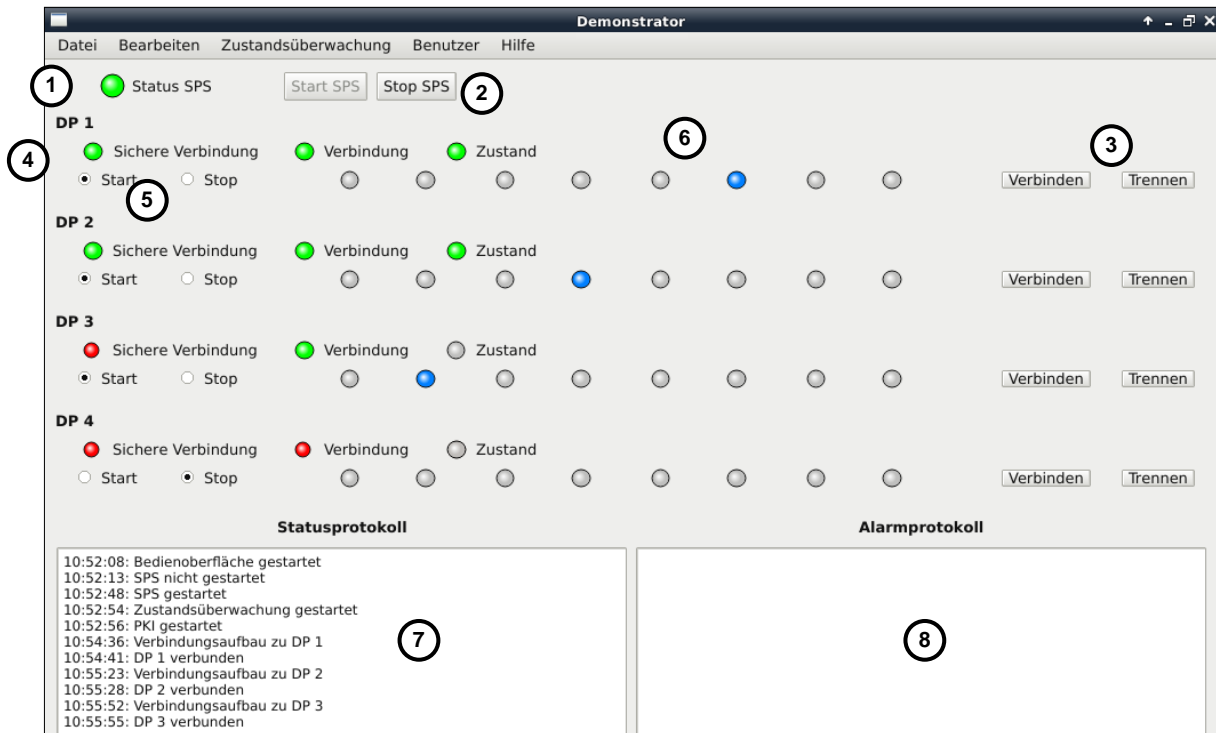 Demonstrator
Datei Bearbeiten Zustandsüberwachung Benutzer Hilfe
1 Status SPS Start SPS Stop SPS 2
DP 1
4 Sichere Verbindung Verbindung Zustand 6 3
Start Stop Verbinden Trennen
5
DP 2
Sichere Verbindung Verbindung Zustand
Start Stop Verbinden Trennen
DP 3
Sichere Verbindung Verbindung Zustand
Start Stop Verbinden Trennen
DP 4
Sichere Verbindung Verbindung Zustand
Start Stop Verbinden Trennen
Statusprotokoll Alarmprotokoll
10:52:08: Bedienoberfläche gestartet
10:52:13: SPS nicht gestartet
10:52:48: SPS gestartet
10:52:54: Zustandsüberwachung gestartet
10:52:56: PKI gestartet
10:54:36: Verbindungsaufbau zu DP 1
10:54:41: DP 1 verbunden
10:55:23: Verbindungsaufbau zu DP 2
10:55:28: DP 2 verbunden
10:55:52: Verbindungsaufbau zu DP 3
10:55:55: DP 3 verbunden
7 8